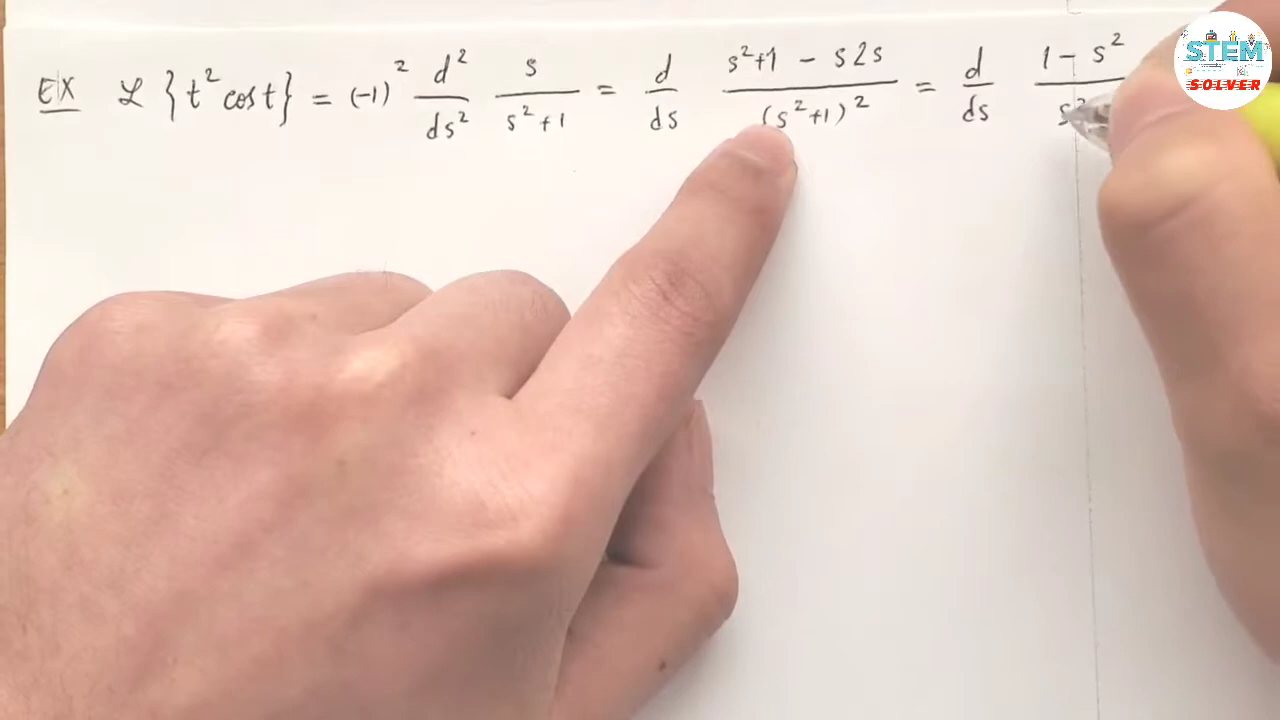 EX ℒ {t² cos t} = (-1)² d²/ds² s/(s²+1) = d/ds (s²+1 - s2s)/(s²+1)² = d/ds (1 - s²)/s²
STEM
SOLVER